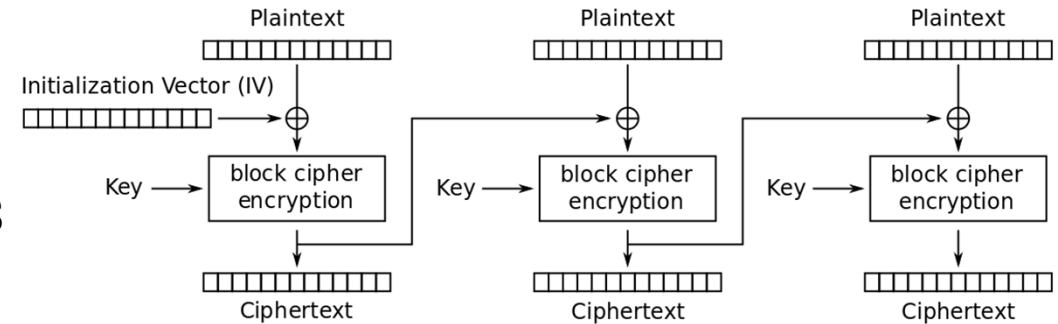 Plaintext
Plaintext
Plaintext
Initialization Vector (IV)
Key
block cipher
encryption
Key
block cipher
encryption
Key
block cipher
encryption
Ciphertext
Ciphertext
Ciphertext